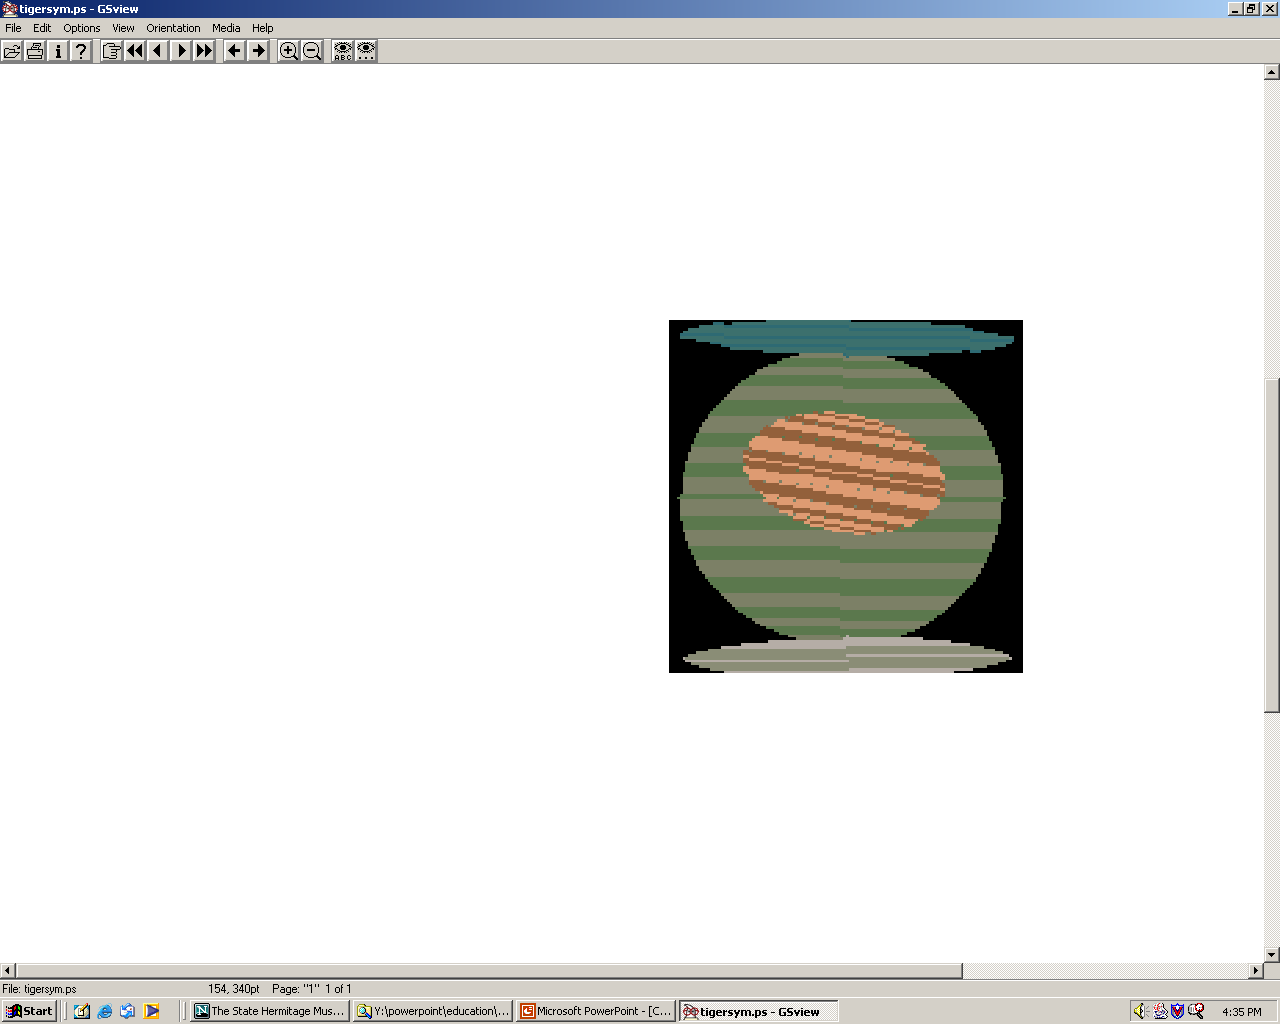 tigersym.ps - GSview
File Edit Options View Orientation Media Help
ABC
File: tigersym.ps 154, 340pt Page: "1" 1 of 1
Start The State Hermitage Mus... Y:\powerpoint\education\... Microsoft PowerPoint - [C... tigersym.ps - GSview 4:35 PM